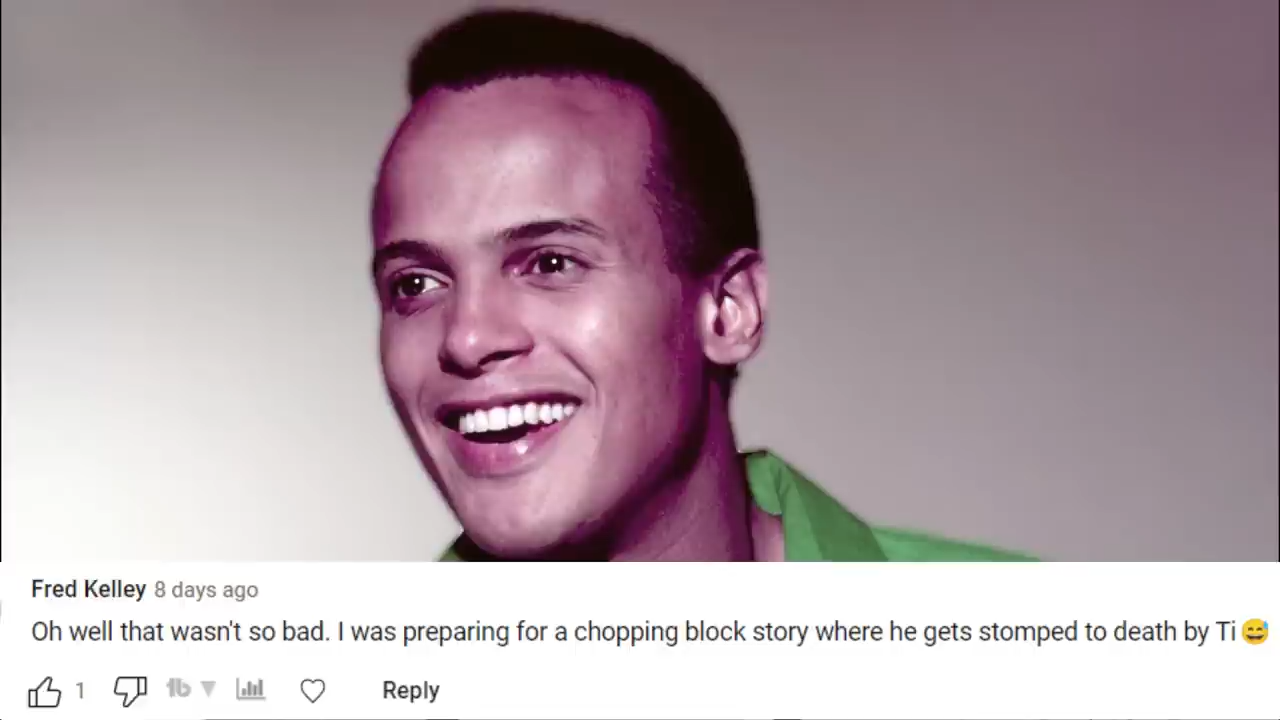 Fred Kelley 8 days ago
Oh well that wasn't so bad. I was preparing for a chopping block story where he gets stomped to death by Ti😅
1
Reply